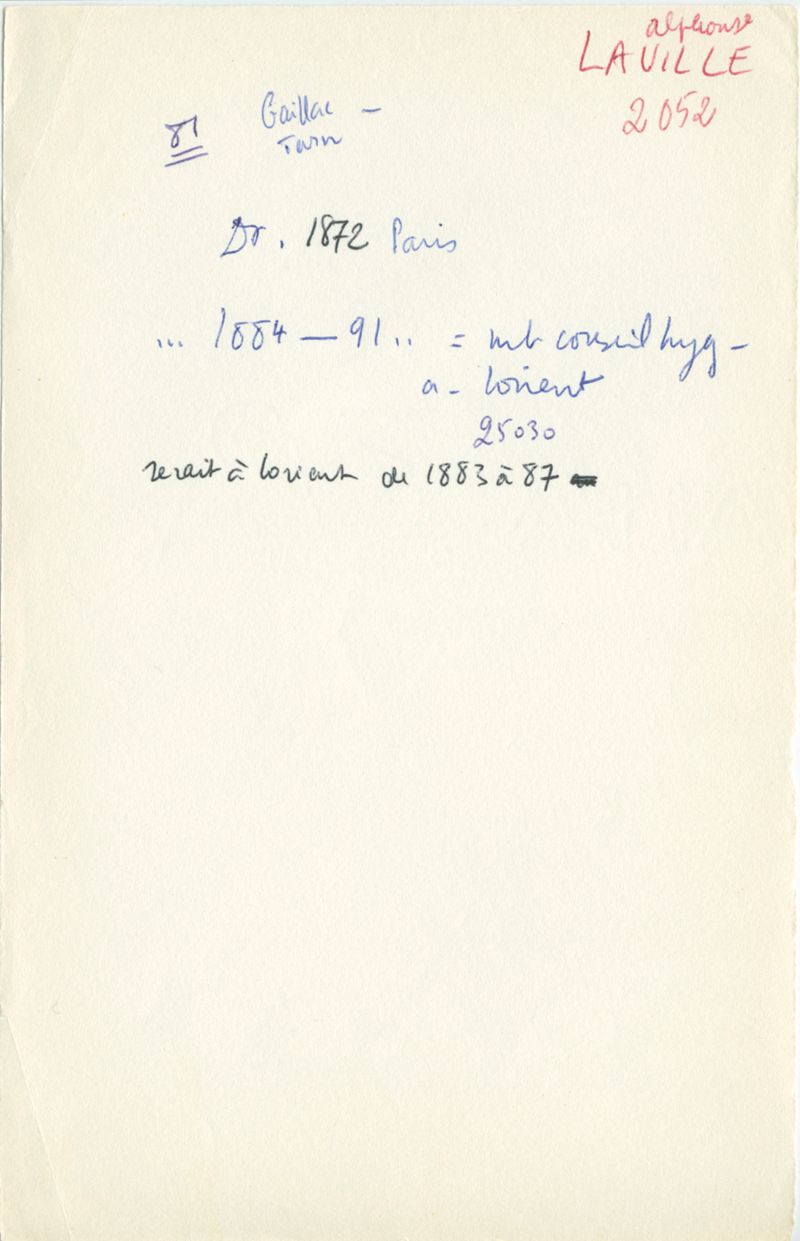 alphonse
LAVILLE
2052
81 Gaillac -
Tarn
Dr. 1872 Paris
... 1884 — 91 .. = mb conseil hyg -
a - Lorient
25030
serait à Lorient de 1883 à 87